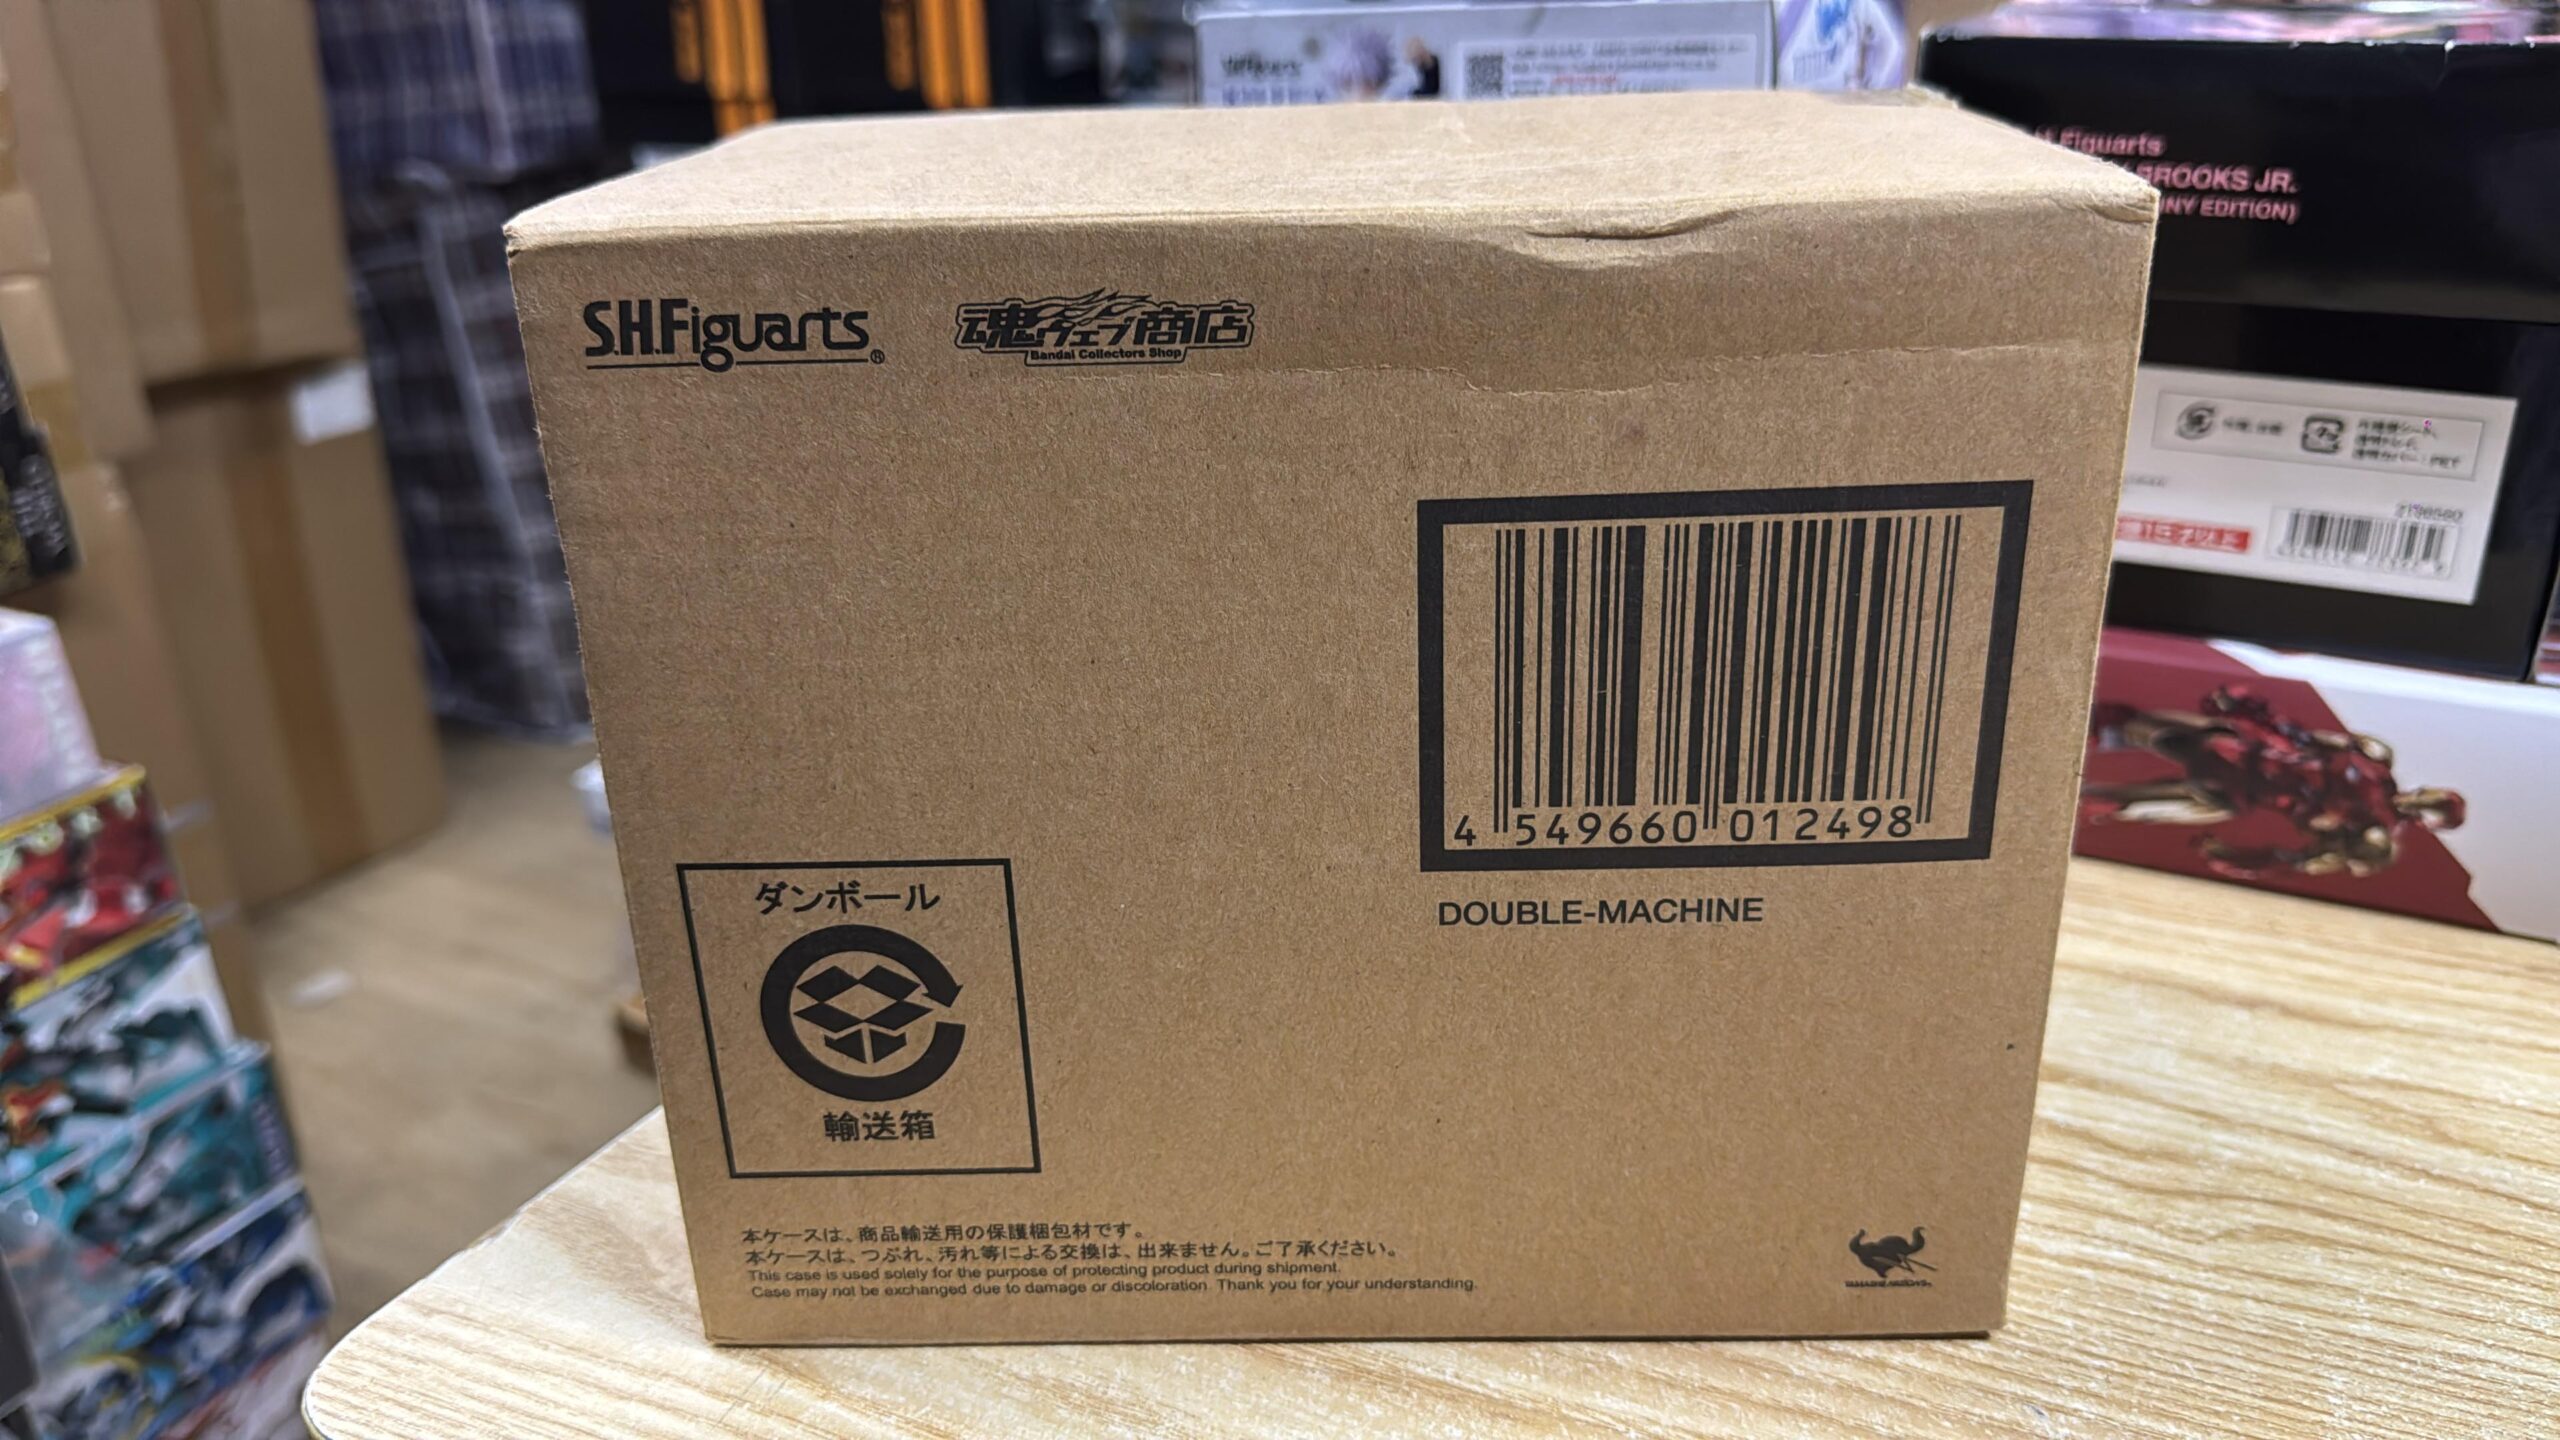 S.H.Figuarts®
魂ウェブ商店
Bandai Collectors Shop
4 549660 012498
DOUBLE-MACHINE
ダンボール
輸送箱
本ケースは、商品輸送用の保護梱包材です。
本ケースは、つぶれ、汚れ等による交換は、出来ません。ご了承ください。
This case is used solely for the purpose of protecting product during shipment.
Case may not be exchanged due to damage or discoloration. Thank you for your understanding.
TAMASHII NATIONS
Figuarts
BROOKS JR.
EDITION)